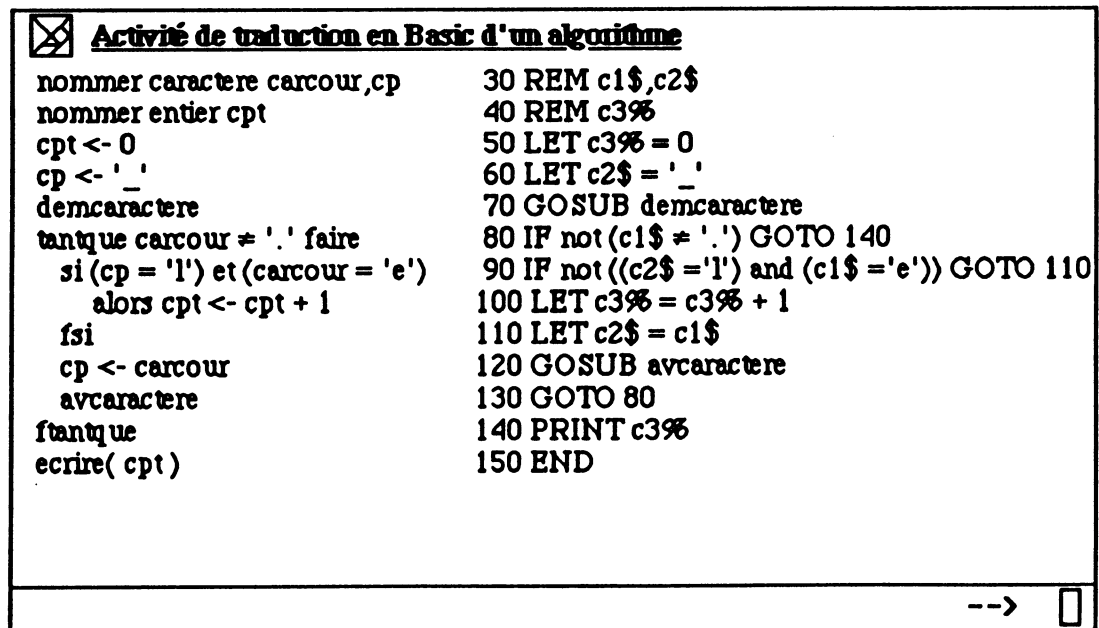 Activité de traduction en Basic d'un algorithme
nommer caractere carcour,cp
nommer entier cpt
cpt <- 0
cp <- '_'
demcaractere
tantque carcour ≠ '.' faire
si (cp = 'l') et (carcour = 'e')
alors cpt <- cpt + 1
fsi
cp <- carcour
avcaractere
ftantque
ecrire( cpt )
30 REM c1$,c2$
40 REM c3%
50 LET c3% = 0
60 LET c2$ = '_'
70 GOSUB demcaractere
80 IF not (c1$ ≠ '.') GOTO 140
90 IF not ((c2$ ='l') and (c1$ ='e')) GOTO 110
100 LET c3% = c3% + 1
110 LET c2$ = c1$
120 GOSUB avcaractere
130 GOTO 80
140 PRINT c3%
150 END
-->